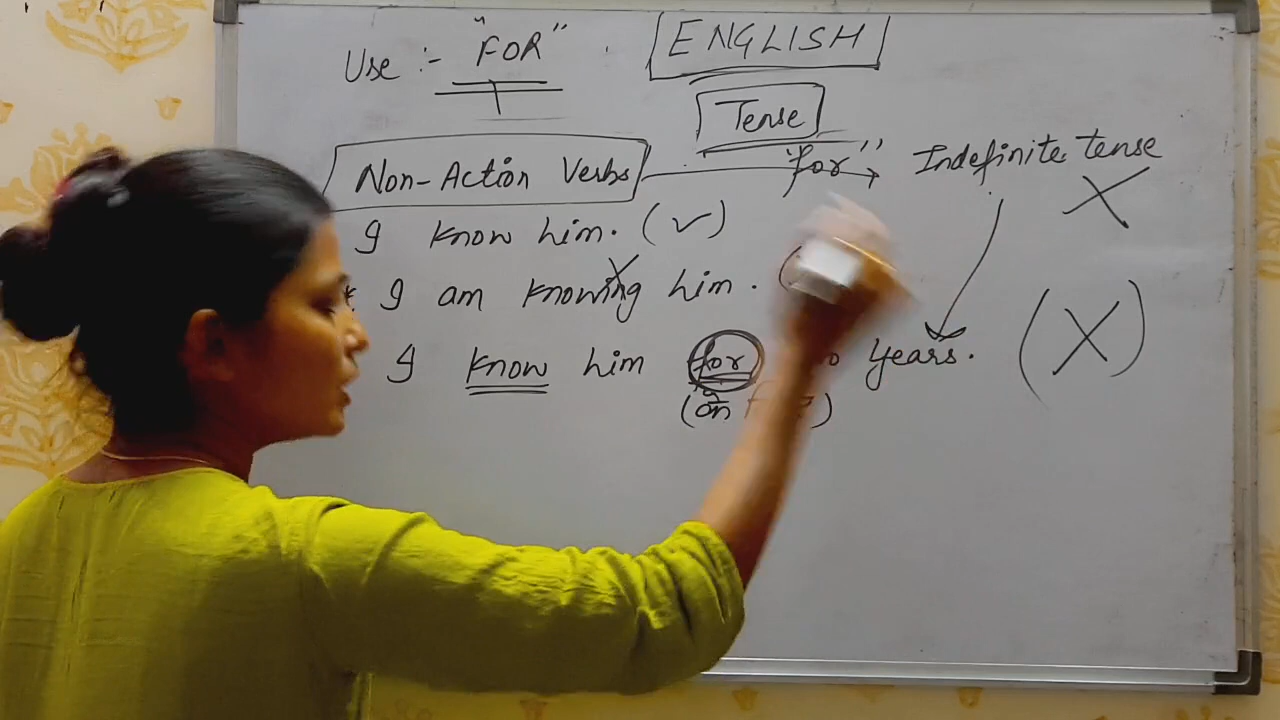 Use :- "FOR"
ENGLISH
Tense
Non-Action Verbs "for" Indefinite tense X
I know him. (✓)
* I am knowing him. (
I know him for years. (X)
(on